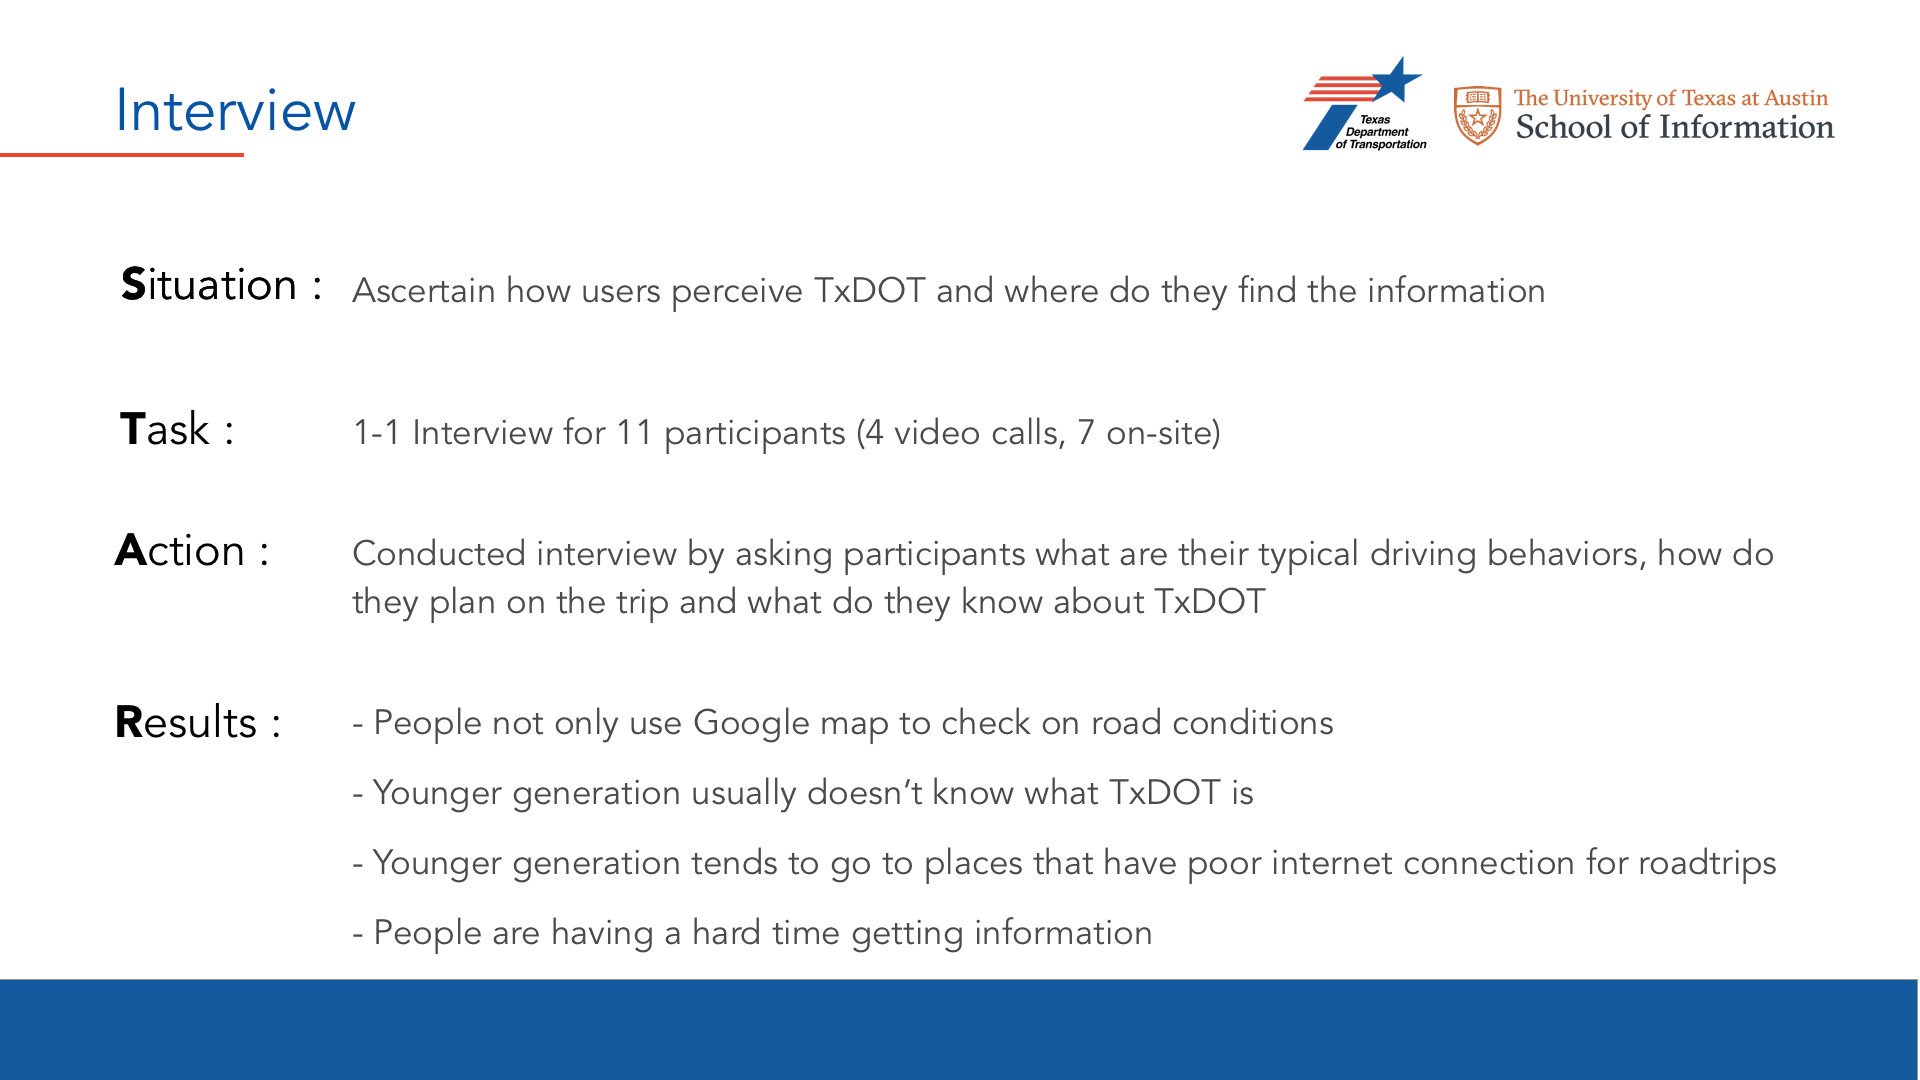 Interview
Texas
Department
of Transportation
The University of Texas at Austin
School of Information
Situation :
Ascertain how users perceive TxDOT and where do they find the information
Task :
1-1 Interview for 11 participants (4 video calls, 7 on-site)
Action :
Conducted interview by asking participants what are their typical driving behaviors, how do
they plan on the trip and what do they know about TxDOT
Results :
- People not only use Google map to check on road conditions
- Younger generation usually doesn’t know what TxDOT is
- Younger generation tends to go to places that have poor internet connection for roadtrips
- People are having a hard time getting information